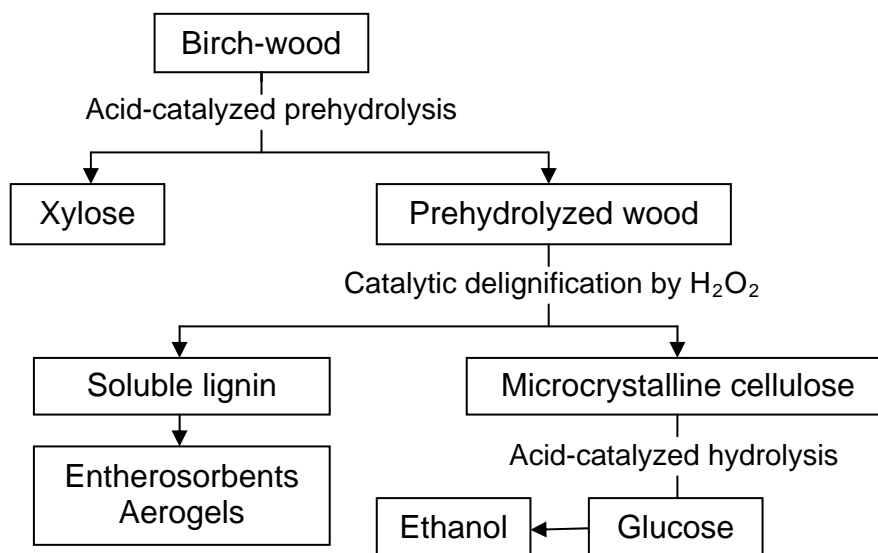 Birch-wood
Acid-catalyzed prehydrolysis
Xylose
Prehydrolyzed wood
Catalytic delignification by H₂O₂
Soluble lignin
Microcrystalline cellulose
Acid-catalyzed hydrolysis
Entherosorbents
Aerogels
Ethanol
Glucose